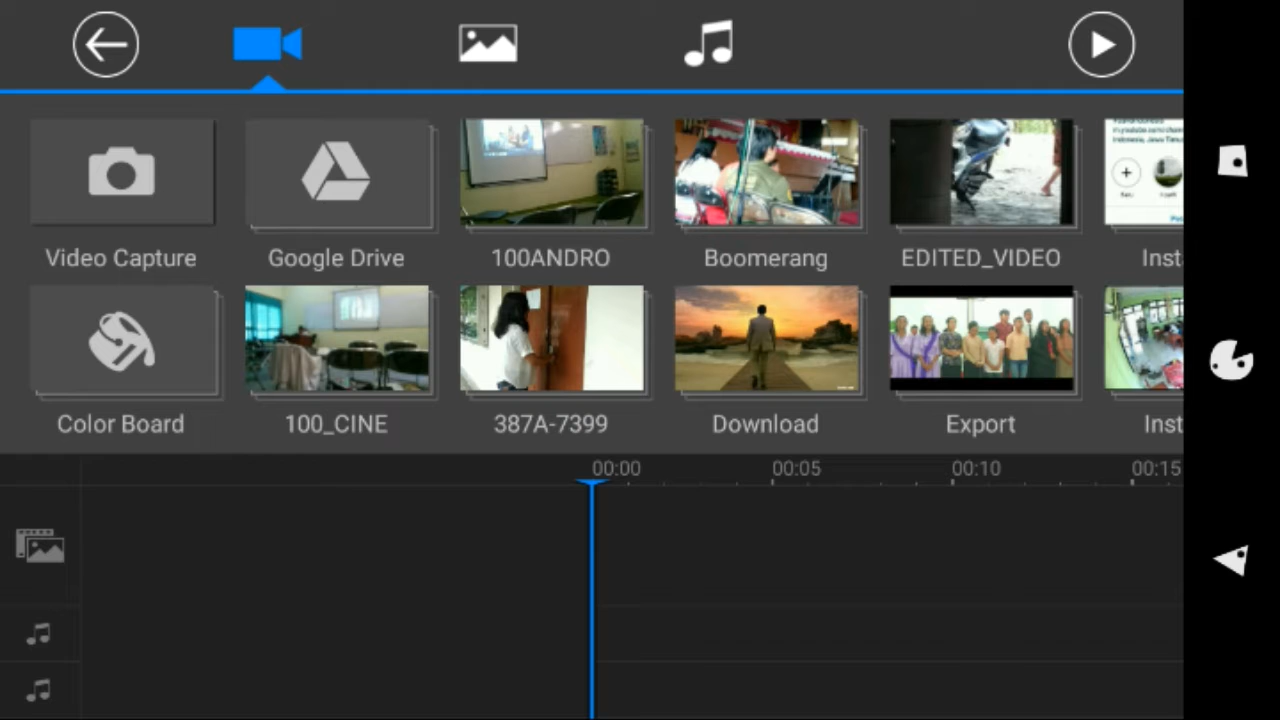 Video Capture
Google Drive
100ANDRO
Boomerang
EDITED_VIDEO
Inst
Color Board
100_CINE
387A-7399
Download
Export
Inst
00:00
00:05
00:10
00:15